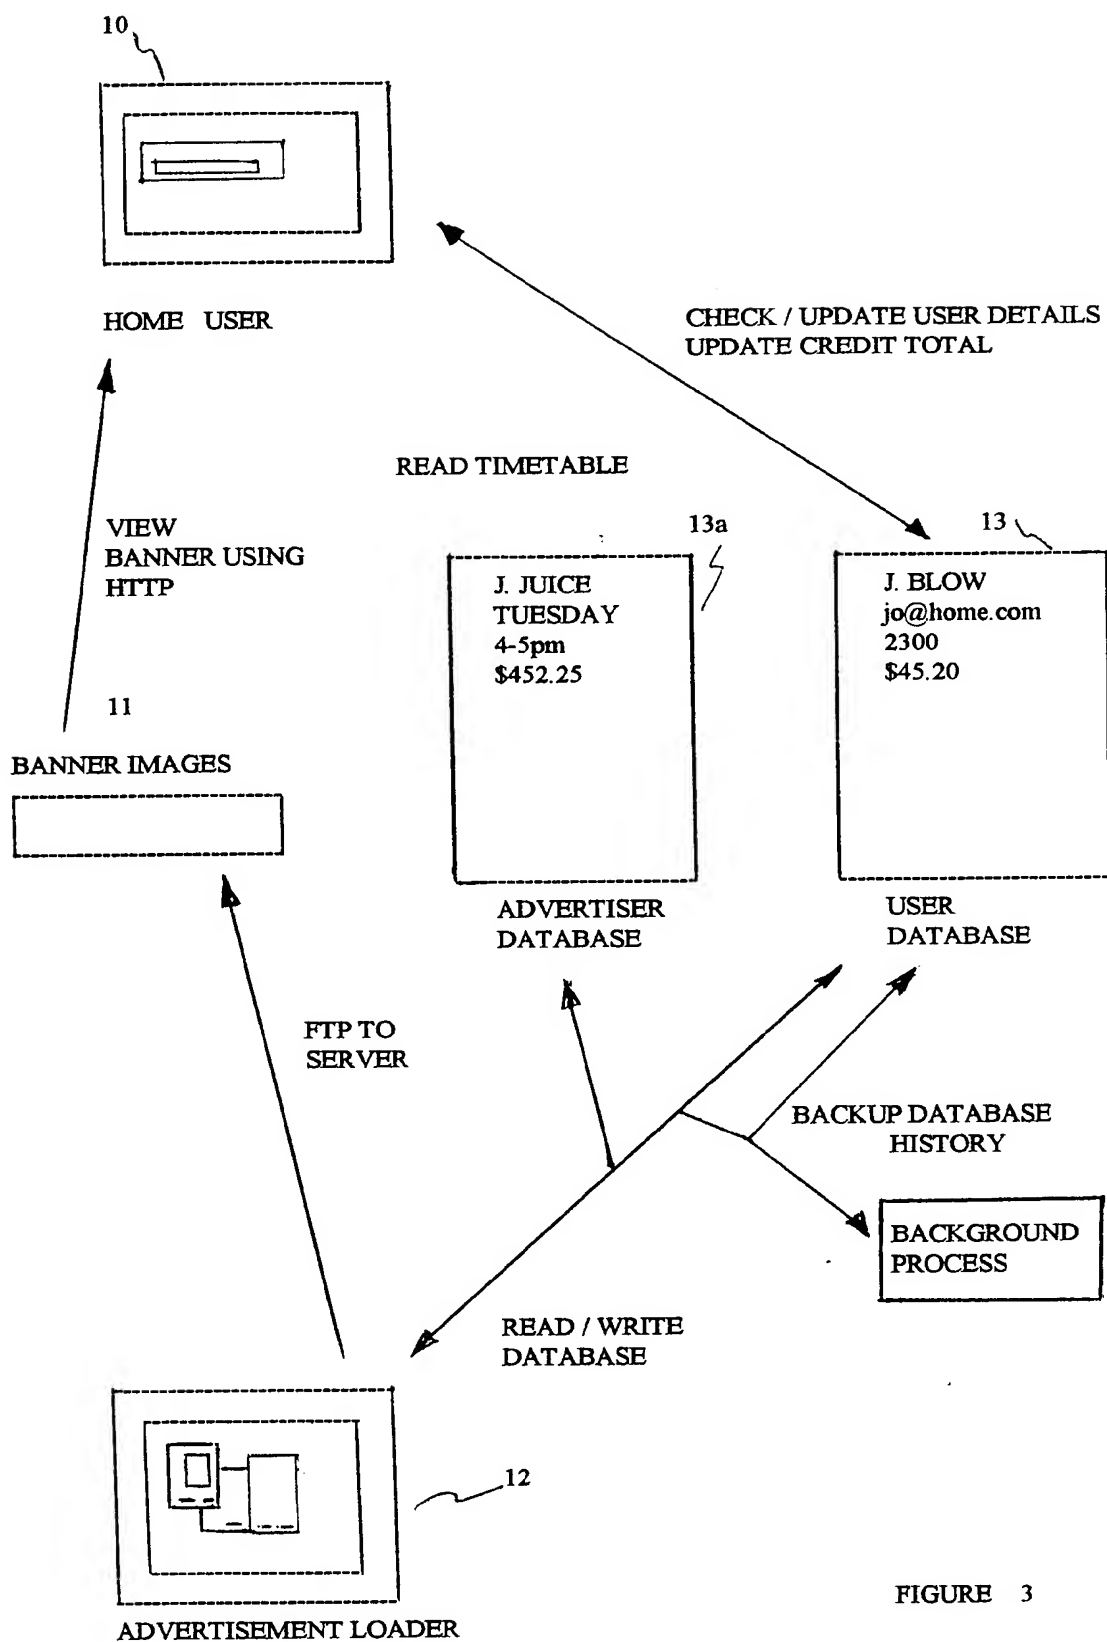 10
HOME USER
CHECK / UPDATE USER DETAILS
UPDATE CREDIT TOTAL
READ TIMETABLE
VIEW
BANNER USING
HTTP
13a
13
J. JUICE
TUESDAY
4-5pm
$452.25
J. BLOW
jo@home.com
2300
$45.20
11
BANNER IMAGES
ADVERTISER
DATABASE
USER
DATABASE
FTP TO
SERVER
BACKUP DATABASE
HISTORY
BACKGROUND
PROCESS
READ / WRITE
DATABASE
12
ADVERTISEMENT LOADER
FIGURE 3